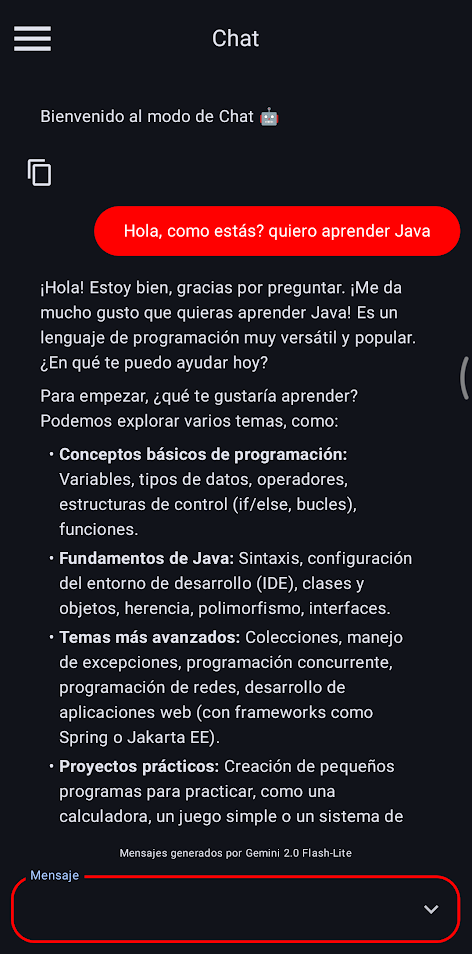 Chat
Bienvenido al modo de Chat 🤖
Hola, como estás? quiero aprender Java
¡Hola! Estoy bien, gracias por preguntar. ¡Me da
mucho gusto que quieras aprender Java! Es un
lenguaje de programación muy versátil y popular.
¿En qué te puedo ayudar hoy?
Para empezar, ¿qué te gustaría aprender?
Podemos explorar varios temas, como:
• Conceptos básicos de programación:
Variables, tipos de datos, operadores,
estructuras de control (if/else, bucles),
funciones.
• Fundamentos de Java: Sintaxis, configuración
del entorno de desarrollo (IDE), clases y
objetos, herencia, polimorfismo, interfaces.
• Temas más avanzados: Colecciones, manejo
de excepciones, programación concurrente,
programación de redes, desarrollo de
aplicaciones web (con frameworks como
Spring o Jakarta EE).
• Proyectos prácticos: Creación de pequeños
programas para practicar, como una
calculadora, un juego simple o un sistema de
Mensajes generados por Gemini 2.0 Flash-Lite
Mensaje